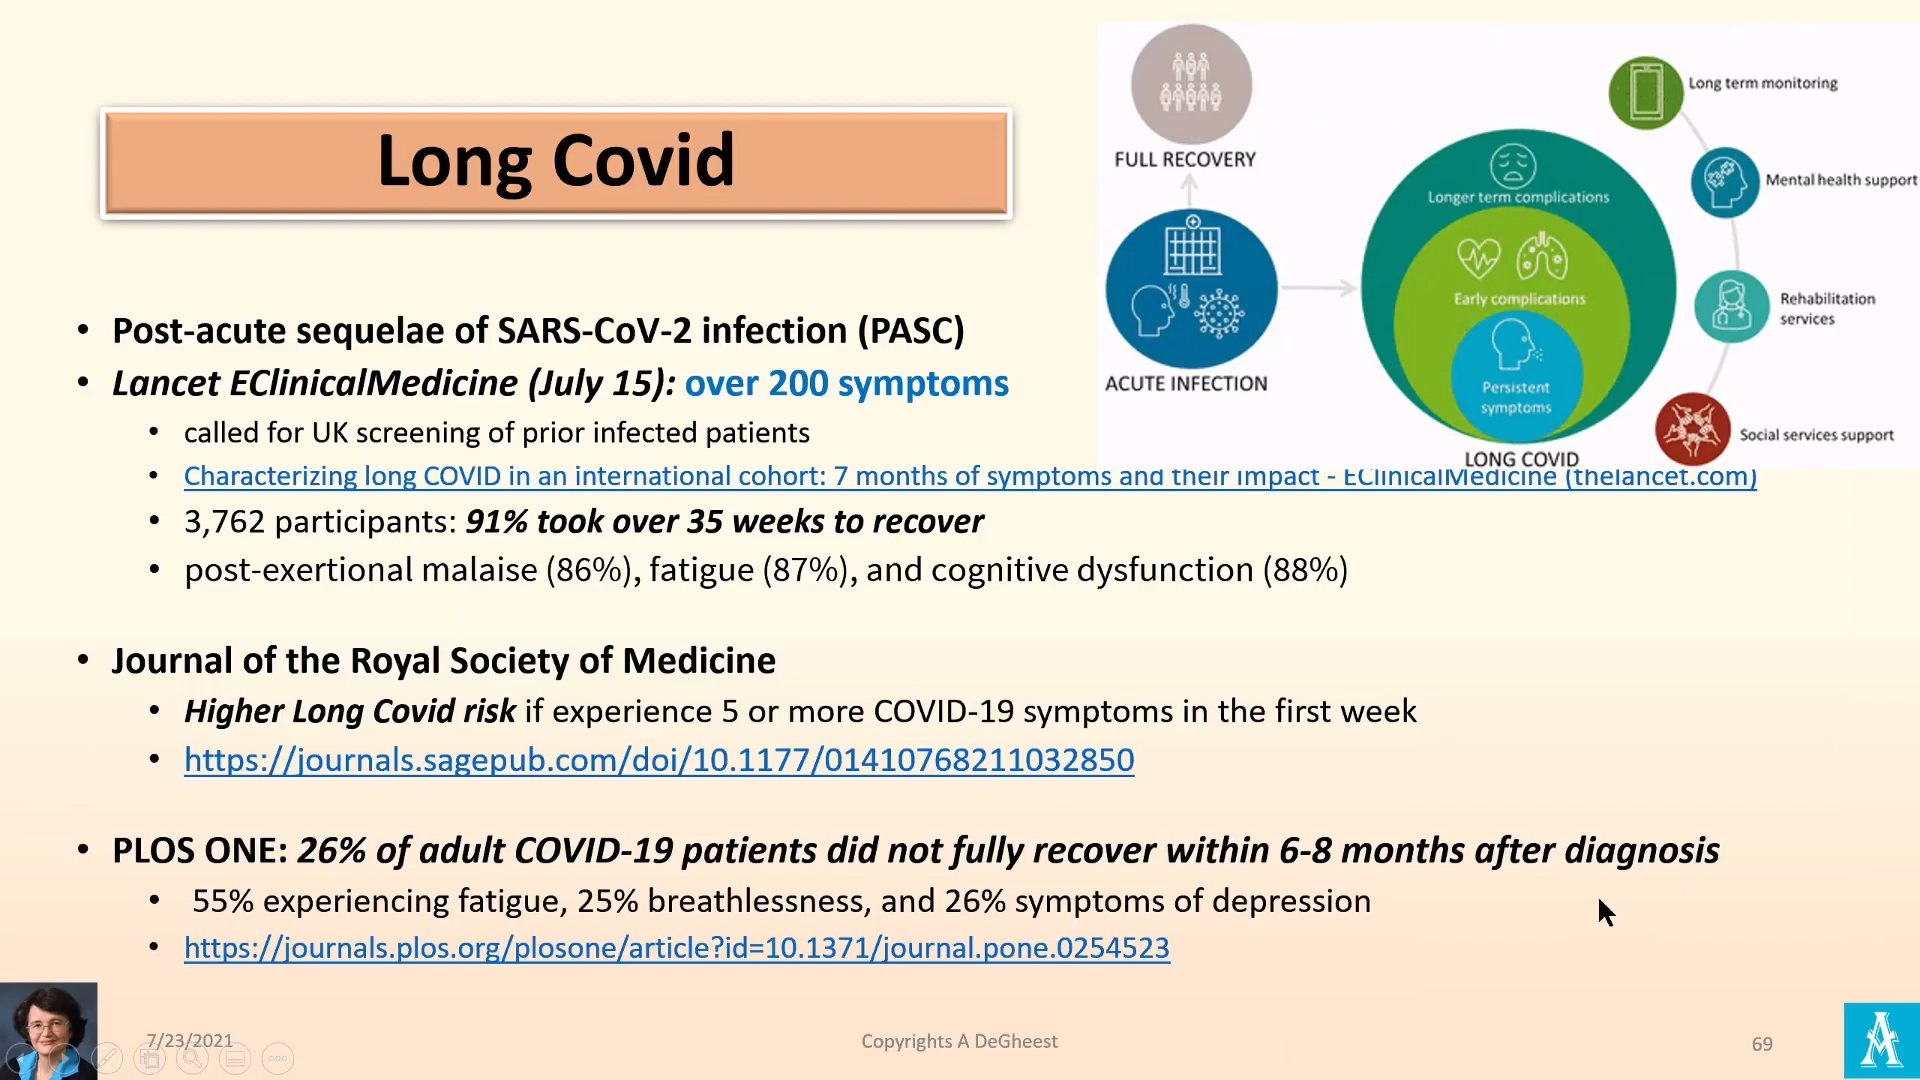 Long Covid
FULL RECOVERY
ACUTE INFECTION
Longer term complications
Early complications
Persistent
symptoms
LONG COVID
Long term monitoring
Mental health support
Rehabilitation
services
Social services support
• Post-acute sequelae of SARS-CoV-2 infection (PASC)
• Lancet EClinicalMedicine (July 15): over 200 symptoms
• called for UK screening of prior infected patients
• Characterizing long COVID in an international cohort: 7 months of symptoms and their impact - EClinicalMedicine (thelancet.com)
• 3,762 participants: 91% took over 35 weeks to recover
• post-exertional malaise (86%), fatigue (87%), and cognitive dysfunction (88%)
• Journal of the Royal Society of Medicine
• Higher Long Covid risk if experience 5 or more COVID-19 symptoms in the first week
• https://journals.sagepub.com/doi/10.1177/01410768211032850
• PLOS ONE: 26% of adult COVID-19 patients did not fully recover within 6-8 months after diagnosis
• 55% experiencing fatigue, 25% breathlessness, and 26% symptoms of depression
• https://journals.plos.org/plosone/article?id=10.1371/journal.pone.0254523
7/23/2021
Copyrights A DeGheest
69
A